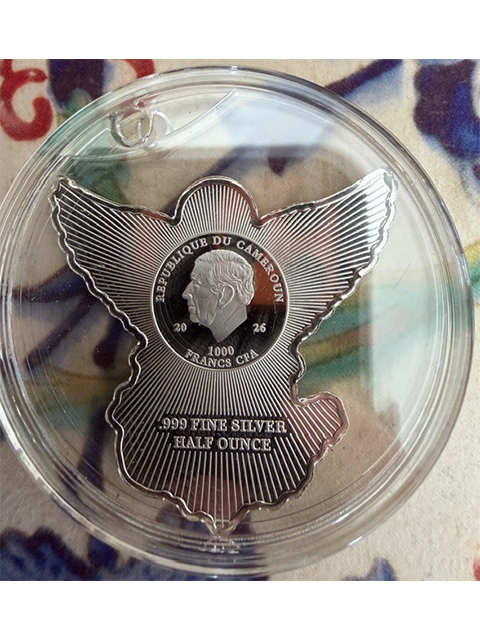 REPUBLIQUE DU CAMEROUN
20 26
1000
FRANCS CFA
.999 FINE SILVER
HALF OUNCE